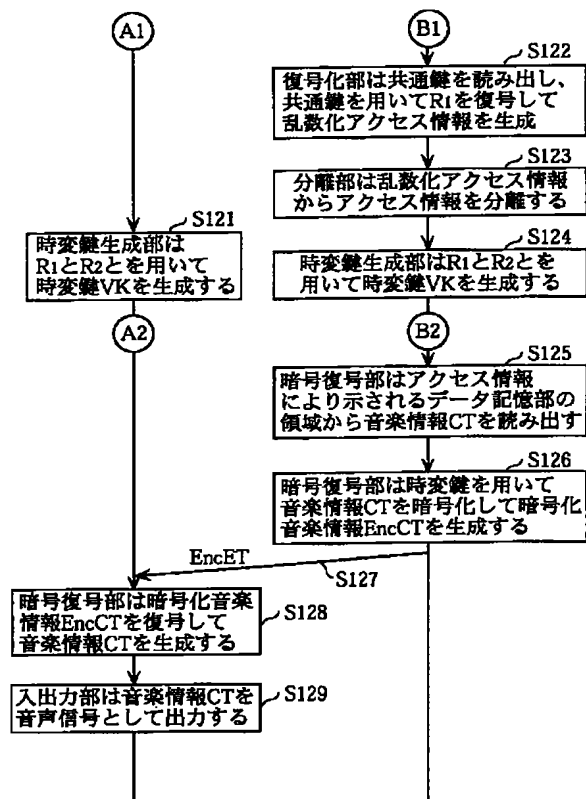 A1
B1
S122
復号化部は共通鍵を読み出し、
共通鍵を用いてR1を復号して
乱数化アクセス情報を生成
S123
分離部は乱数化アクセス情報
からアクセス情報を分離する
S121
時変鍵生成部は
R1とR2とを用いて
時変鍵VKを生成する
S124
時変鍵生成部はR1とR2とを
用いて時変鍵VKを生成する
A2
B2
S125
暗号復号部はアクセス情報
により示されるデータ記憶部の
領域から音楽情報CTを読み出す
S126
暗号復号部は時変鍵を用いて
音楽情報CTを暗号化して暗号化
音楽情報EncCTを生成する
EncET
S127
暗号復号部は暗号化音楽
情報EncCTを復号して
音楽情報CTを生成する
S128
入出力部は音楽情報CTを
音声信号として出力する
S129